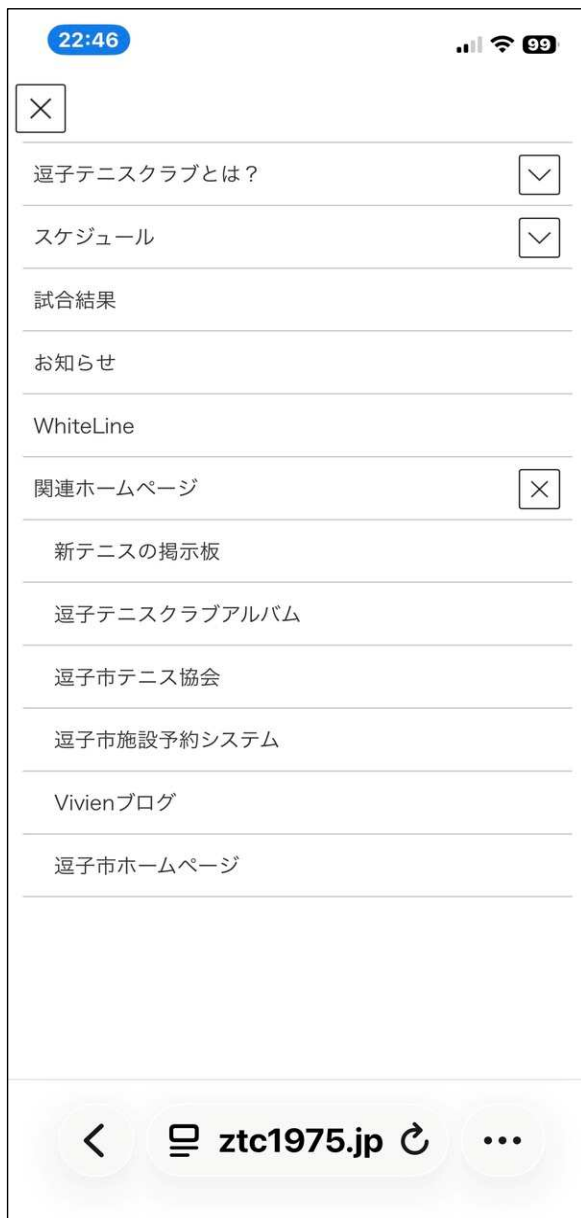 22:46
99
逗子テニスクラブとは？
スケジュール
試合結果
お知らせ
WhiteLine
関連ホームページ
新テニスの掲示板
逗子テニスクラブアルバム
逗子市テニス協会
逗子市施設予約システム
Vivienブログ
逗子市ホームページ
ztc1975.jp